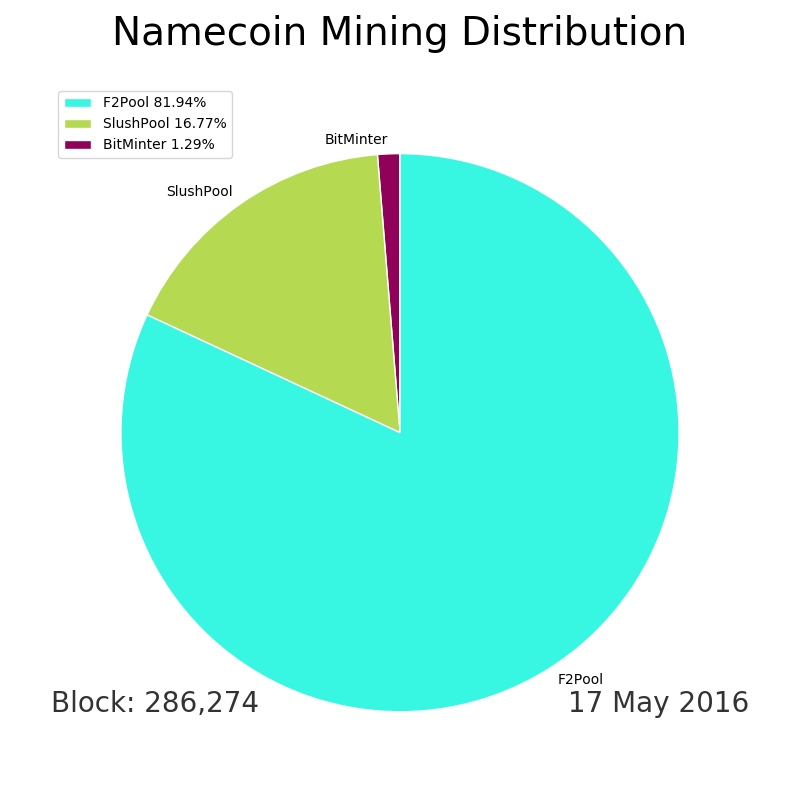 Namecoin Mining Distribution
F2Pool 81.94%
SlushPool 16.77%
BitMinter 1.29%
BitMinter
SlushPool
F2Pool
Block: 286,274
17 May 2016